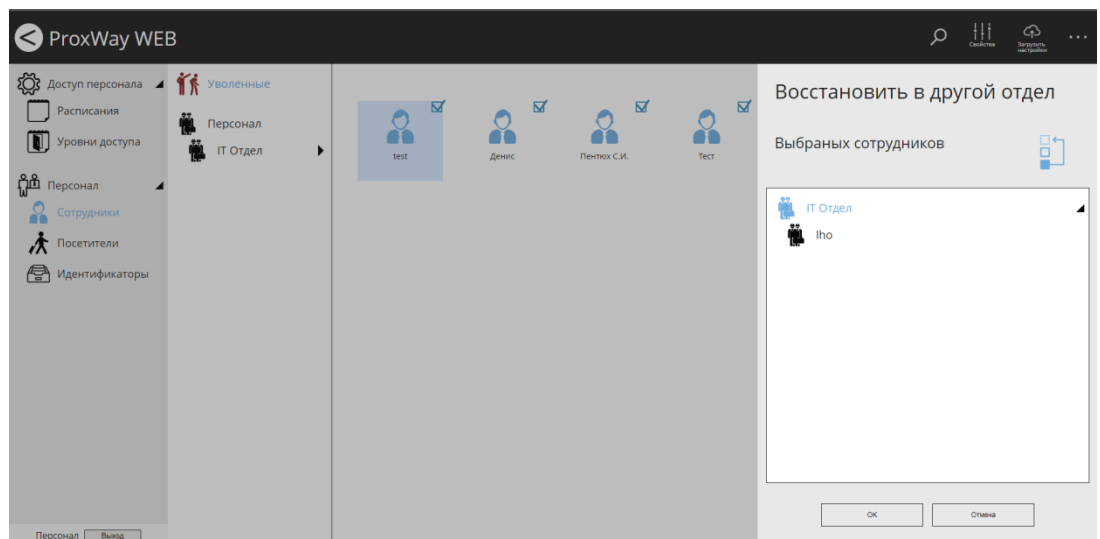 ProxWay WEB
Свойства
Загрузить настройки
Доступ персонала
Расписания
Уровни доступа
Персонал
Сотрудники
Посетители
Идентификаторы
Персонал
Выход
Уволенные
Персонал
IT Отдел
test
Денис
Пентюх С.И.
Тест
Восстановить в другой отдел
Выбраных сотрудников
IT Отдел
lho
OK
Отмена